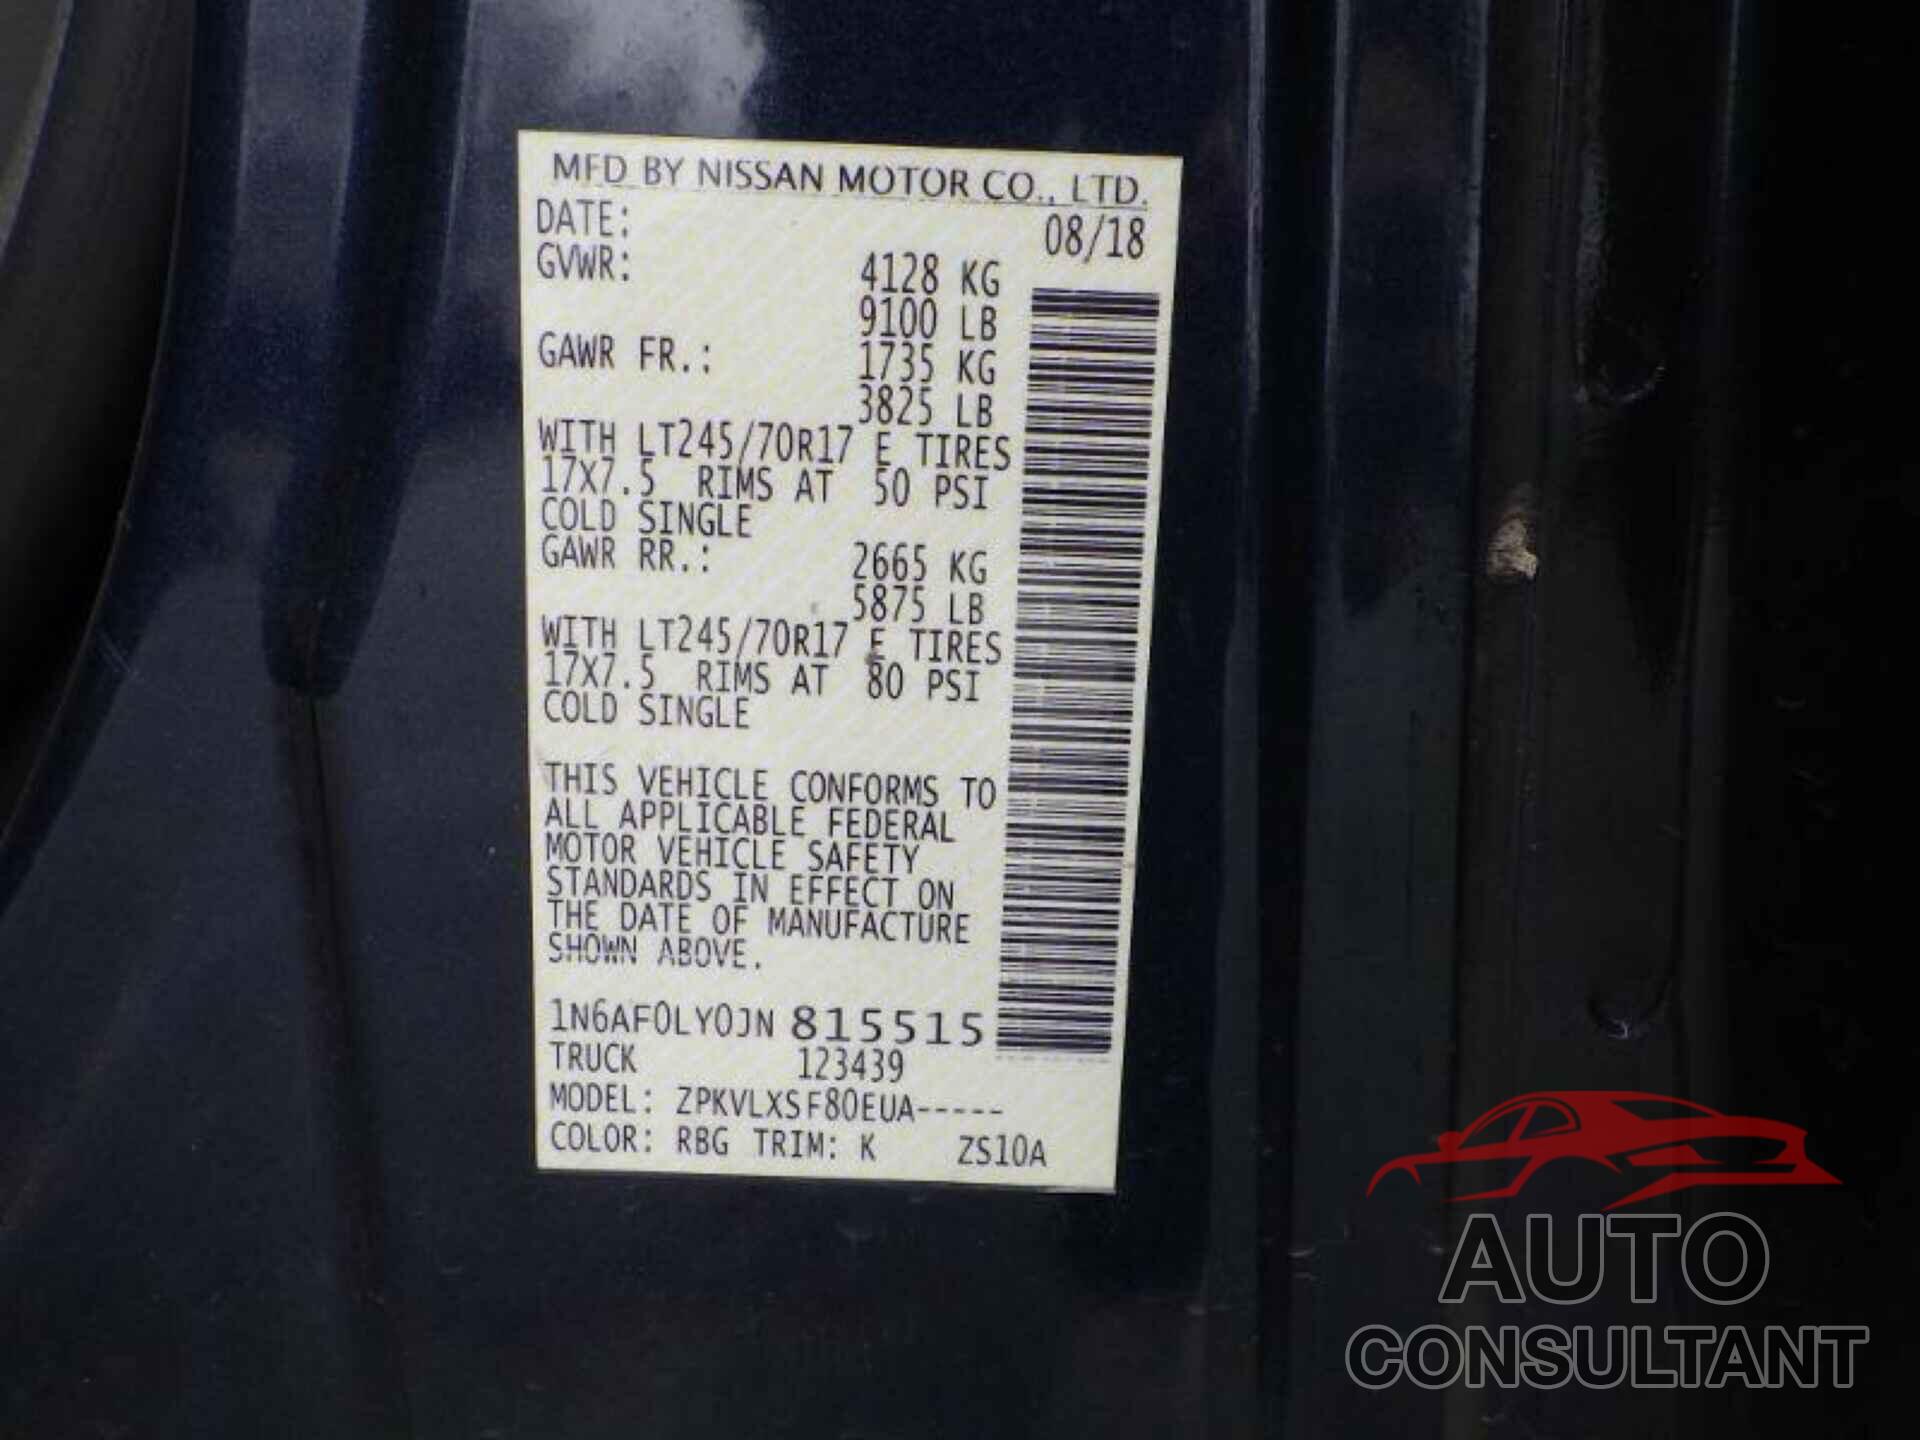 MFD BY NISSAN MOTOR CO., LTD.
DATE: 08/18
GVWR: 4128 KG
9100 LB
GAWR FR.: 1735 KG
3825 LB
WITH LT245/70R17 E TIRES
17X7.5 RIMS AT 50 PSI
COLD SINGLE
GAWR RR.: 2665 KG
5875 LB
WITH LT245/70R17 E TIRES
17X7.5 RIMS AT 80 PSI
COLD SINGLE
THIS VEHICLE CONFORMS TO
ALL APPLICABLE FEDERAL
MOTOR VEHICLE SAFETY
STANDARDS IN EFFECT ON
THE DATE OF MANUFACTURE
SHOWN ABOVE.
1N6AF0LY0JN 815515
TRUCK 123439
MODEL: ZPKVLXSF80EUA-----
COLOR: RBG TRIM: K ZS10A
AUTO
CONSULTANT